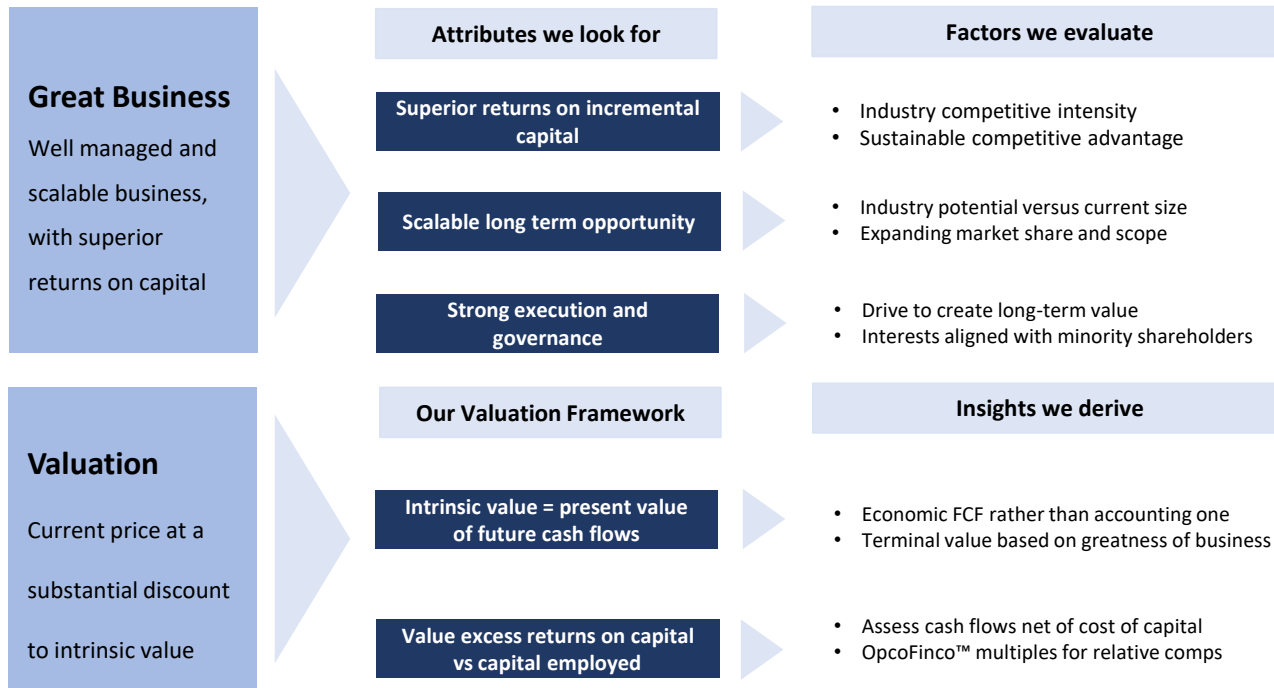 Great Business
Well managed and
scalable business,
with superior
returns on capital
Attributes we look for
Factors we evaluate
Superior returns on incremental
capital
• Industry competitive intensity
• Sustainable competitive advantage
Scalable long term opportunity
• Industry potential versus current size
• Expanding market share and scope
Strong execution and
governance
• Drive to create long-term value
• Interests aligned with minority shareholders
Valuation
Current price at a
substantial discount
to intrinsic value
Our Valuation Framework
Insights we derive
Intrinsic value = present value
of future cash flows
• Economic FCF rather than accounting one
• Terminal value based on greatness of business
Value excess returns on capital
vs capital employed
• Assess cash flows net of cost of capital
• OpcoFinco™ multiples for relative comps